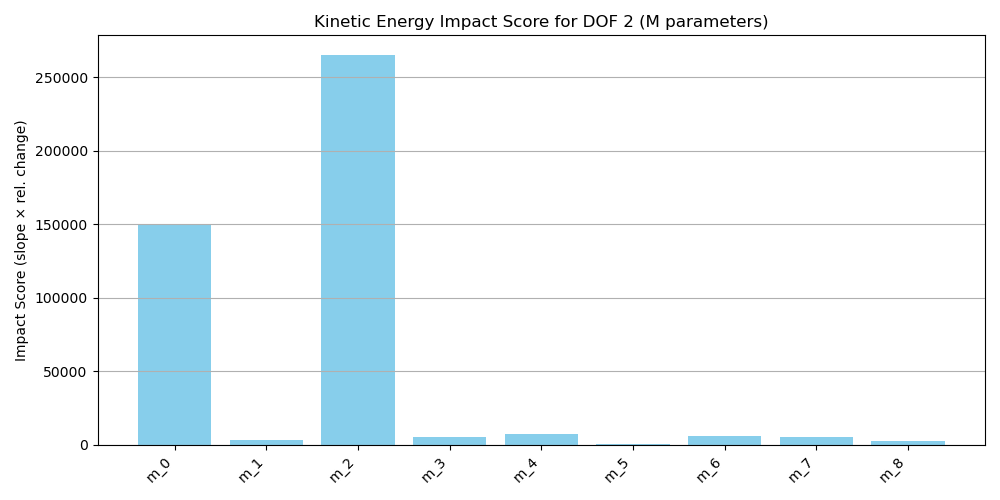 Kinetic Energy Impact Score for DOF 2 (M parameters)
Impact Score (slope × rel. change)
250000
200000
150000
100000
50000
0
m_0
m_1
m_2
m_3
m_4
m_5
m_6
m_7
m_8